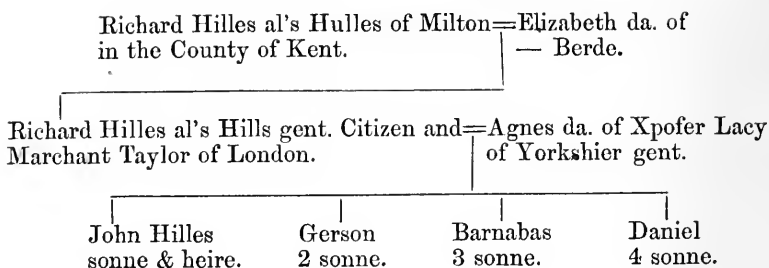 Richard Hilles al's Hulles of Milton=Elizabeth da. of
in the County of Kent. — Berde.
Richard Hilles al's Hills gent. Citizen and=Agnes da. of Xpofer Lacy
Marchant Taylor of London. of Yorkshier gent.
John Hilles Gerson Barnabas Daniel
sonne & heire. 2 sonne. 3 sonne. 4 sonne.